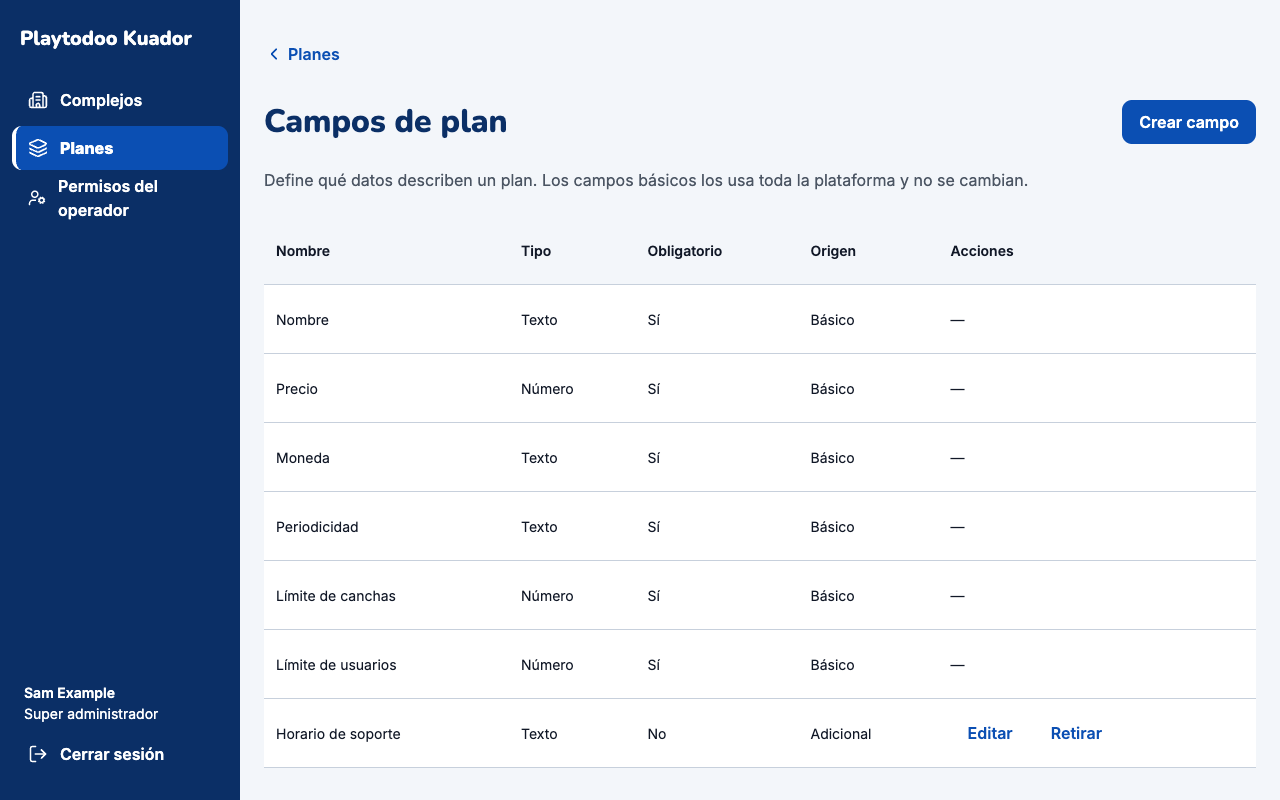 Playtodoo Kuador
Complejos
Planes
Permisos del
operador
Sam Example
Super administrador
Cerrar sesión
Planes
Campos de plan
Crear campo
Define qué datos describen un plan. Los campos básicos los usa toda la plataforma y no se cambian.
Nombre Tipo Obligatorio Origen Acciones
Nombre Texto Sí Básico —
Precio Número Sí Básico —
Moneda Texto Sí Básico —
Periodicidad Texto Sí Básico —
Límite de canchas Número Sí Básico —
Límite de usuarios Número Sí Básico —
Horario de soporte Texto No Adicional Editar Retirar